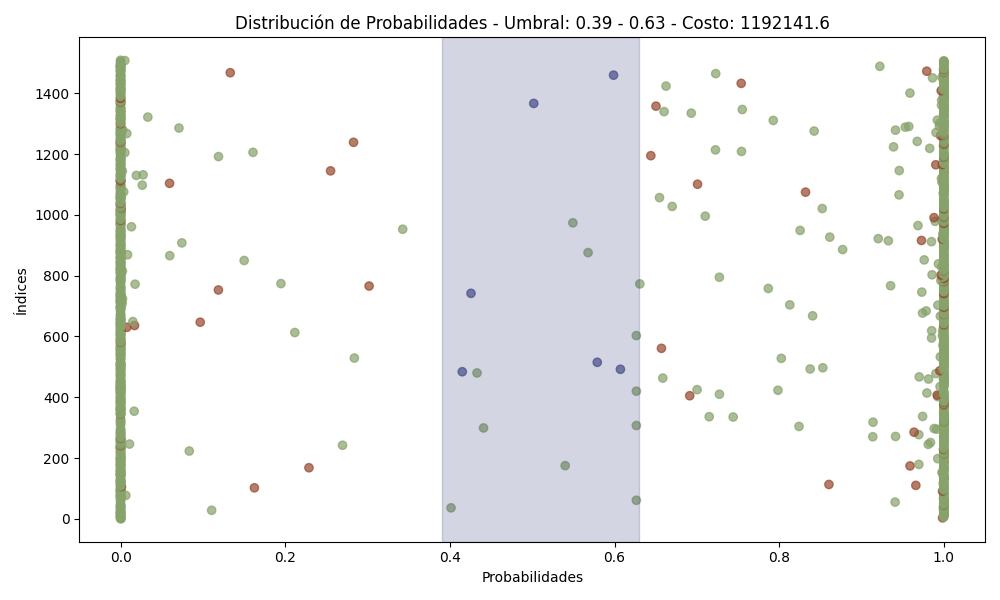 Distribución de Probabilidades - Umbral: 0.39 - 0.63 - Costo: 1192141.6
Índices
1400
1200
1000
800
600
400
200
0
0.0 0.2 0.4 0.6 0.8 1.0
Probabilidades